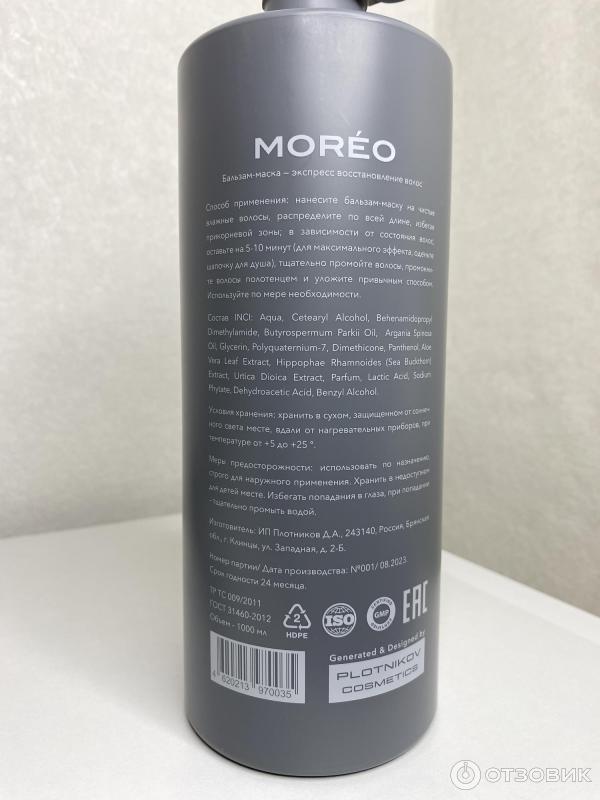 MORÉO
Бальзам-маска – экспресс восстановление волос
Способ применения: нанесите бальзам-маску на чистые
влажные волосы, распределите по всей длине, избегая
прикорневой зоны; в зависимости от состояния волос,
оставьте на 5-10 минут (для максимального эффекта, оденьте
шапочку для душа), тщательно промойте волосы, промокни-
те волосы полотенцем и уложите привычным способом.
Используйте по мере необходимости.
Состав INCI: Aqua, Cetearyl Alcohol, Behenamidopropyl
Dimethylamide, Butyrospermum Parkii Oil, Argania Spinosa
Oil, Glycerin, Polyquaternium-7, Dimethicone, Panthenol, Aloe
Vera Leaf Extract, Hippophae Rhamnoides (Sea Buckthorn)
Extract, Urtica Dioica Extract, Parfum, Lactic Acid, Sodium
Phytate, Dehydroacetic Acid, Benzyl Alcohol.
Условия хранения: хранить в сухом, защищенном от солнеч-
ного света месте, вдали от нагревательных приборов, при
температуре от +5 до +25 °.
Меры предосторожности: использовать по назначению,
строго для наружного применения. Хранить в недоступном
для детей месте. Избегать попадания в глаза, при попадании
-тщательно промыть водой.
Изготовитель: ИП Плотников Д.А., 243140, Россия, Брянская
обл., г. Клинцы, ул. Западная, д. 2-Б.
Номер партии/ Дата производства: №001/ 08.2023.
Срок годности 24 месяца.
ТР ТС 009/2011
ГОСТ 31460-2012
Объем - 1000 мл
2
HDPE
ISO
GMP
EAC
4 620213 970035
Generated & Designed by
PLOTNIKOV
COSMETICS
ОТЗОВИК